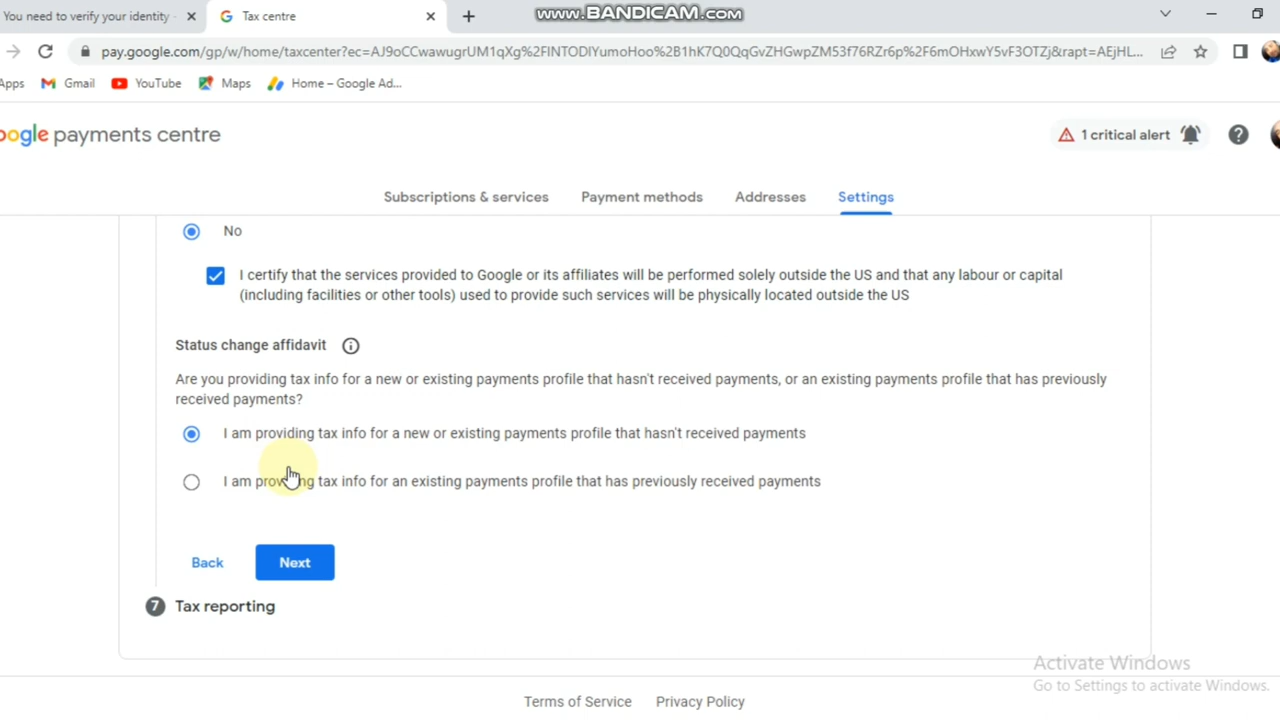 You need to verify your identity
Tax centre
www.BANDICAM.com
pay.google.com/gp/w/home/taxcenter?ec=AJ9oCCwawugrUM1qXg%2FINTODIYumoHoo%2B1hK7Q0QqGvZHGwpZM53f76RZr6p%2F6mOHxwY5vF3OTZj&rapt=AEjHL...
Apps
Gmail
YouTube
Maps
Home – Google Ad...
oogle payments centre
1 critical alert
Subscriptions & services
Payment methods
Addresses
Settings
No
I certify that the services provided to Google or its affiliates will be performed solely outside the US and that any labour or capital
(including facilities or other tools) used to provide such services will be physically located outside the US
Status change affidavit
Are you providing tax info for a new or existing payments profile that hasn't received payments, or an existing payments profile that has previously
received payments?
I am providing tax info for a new or existing payments profile that hasn't received payments
I am providing tax info for an existing payments profile that has previously received payments
Back
Next
7 Tax reporting
Activate Windows
Go to Settings to activate Windows.
Terms of Service
Privacy Policy